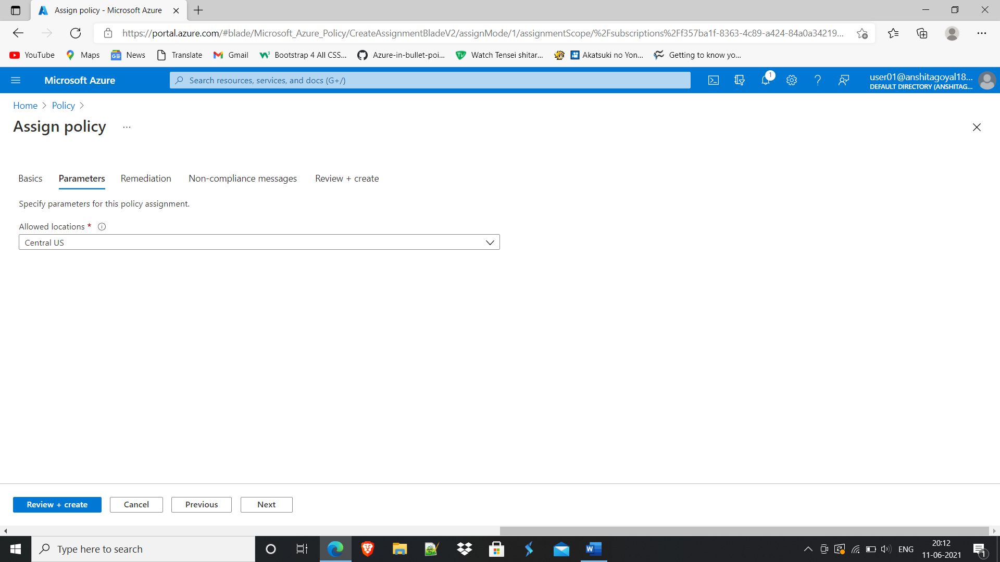 Assign policy - Microsoft Azure
https://portal.azure.com/#blade/Microsoft_Azure_Policy/CreateAssignmentBladeV2/assignMode/1/assignmentScope/%2Fsubscriptions%2Ff357ba1f-8363-4c89-a424-84a0a34219...
YouTube Maps News Translate Gmail Bootstrap 4 All CSS... Azure-in-bullet-poi... Watch Tensei shitar... Akatsuki no Yon... Getting to know yo...
Microsoft Azure
Search resources, services, and docs (G+/)
1
user01@anshitagoyal18...
DEFAULT DIRECTORY (ANSHITAG...
Home > Policy >
Assign policy ...
Basics Parameters Remediation Non-compliance messages Review + create
Specify parameters for this policy assignment.
Allowed locations *
Central US
Review + create Cancel Previous Next
Type here to search
ENG
20:12
11-06-2021
1